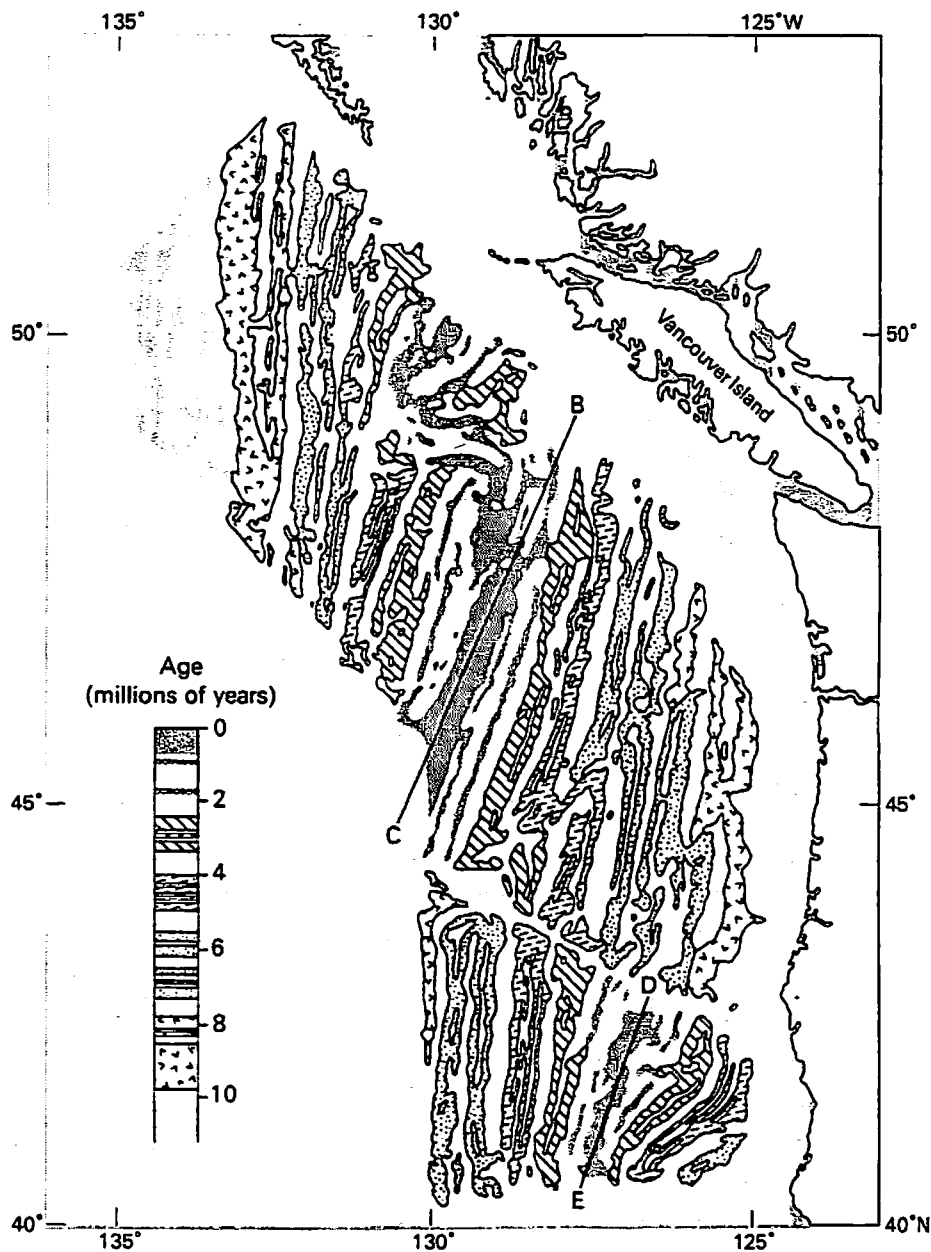 135° 130° 125°W
50° 50°
Vancouver Island
B
Age
(millions of years)
0
2
45° 45°
C
4
6
D
8
10
E
40° 40°N
135° 130° 125°